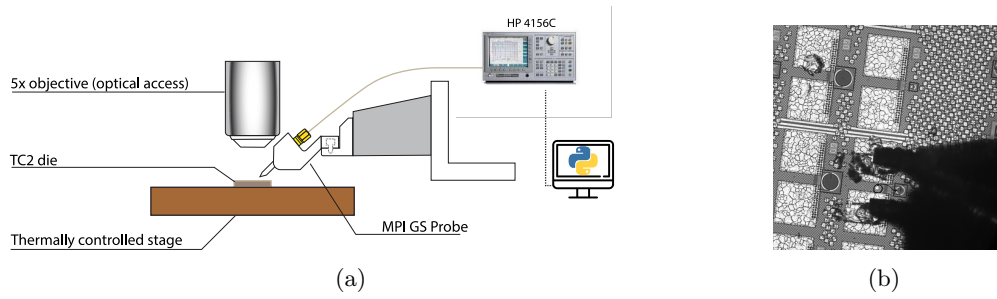 HP 4156C
5x objective (optical access)
TC2 die
MPI GS Probe
Thermally controlled stage
(a)
(b)